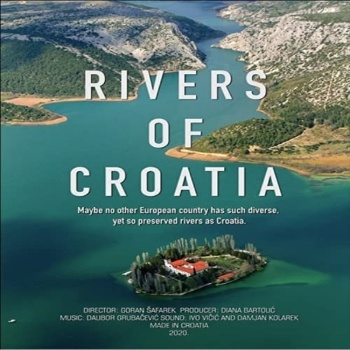 RIVERS
OF
CROATIA
Maybe no other European country has such diverse,
yet so preserved rivers as Croatia.
DIRECTOR: GORAN ŠAFAREK PRODUCER: DIANA BARTOLIĆ
MUSIC: DALIBOR GRUBAČEVIĆ SOUND: IVO VIČIĆ AND DAMJAN KOLAREK
MADE IN CROATIA
2020.